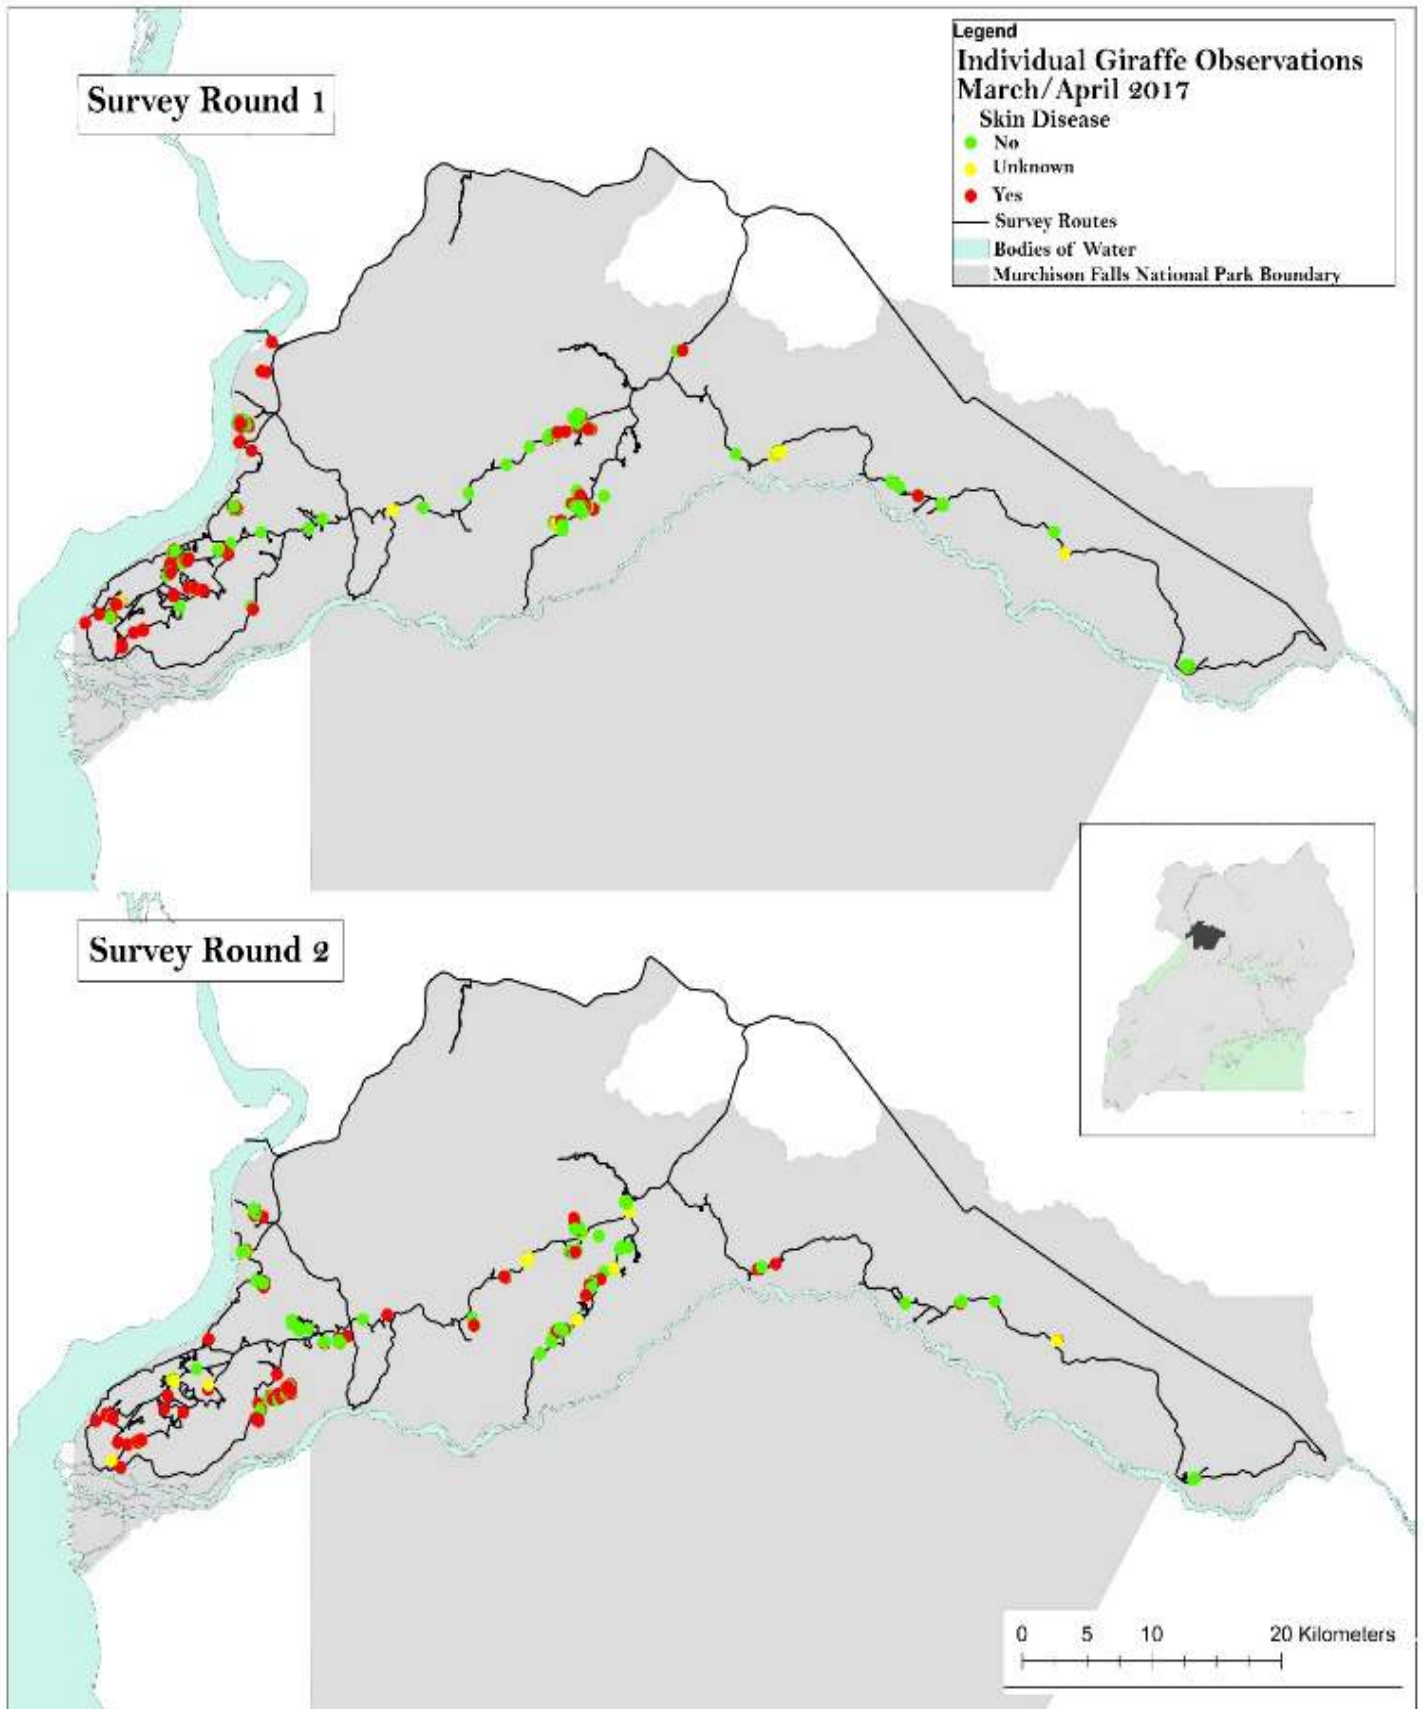 Survey Round 1
Legend
Individual Giraffe Observations
March/April 2017
Skin Disease
No
Unknown
Yes
Survey Routes
Bodies of Water
Murchison Falls National Park Boundary
Survey Round 2
0 5 10 20 Kilometers